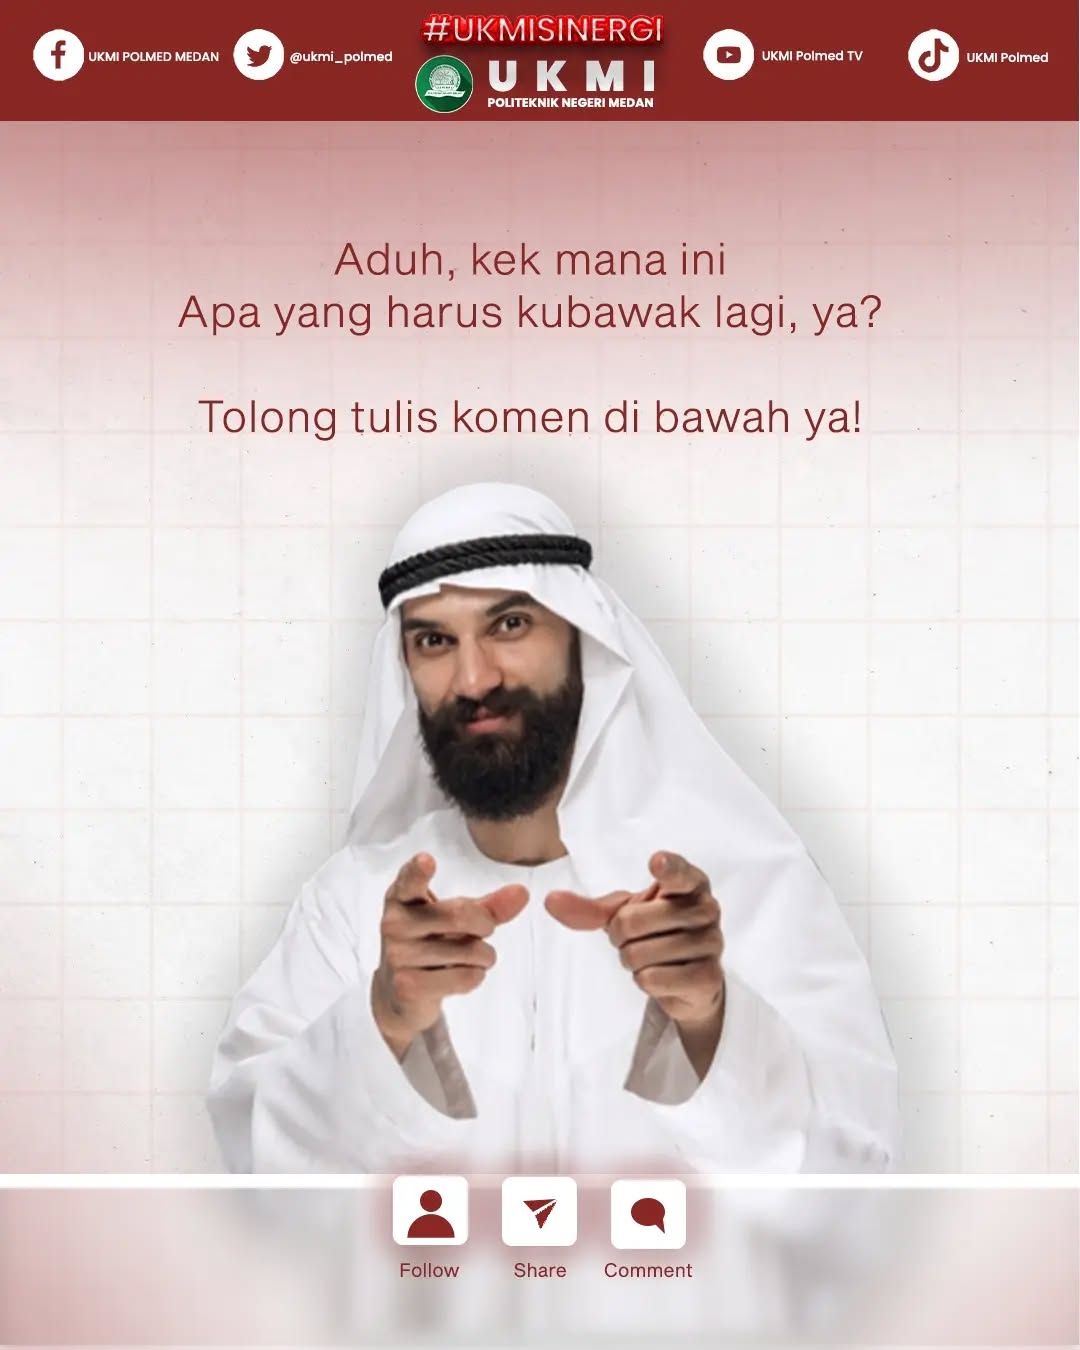 #UKMISINERGI
UKMI POLMED MEDAN
@ukmi_polmed
UKMI
POLITEKNIK NEGERI MEDAN
UKMI Polmed TV
UKMI Polmed
Aduh, kek mana ini
Apa yang harus kubawak lagi, ya?
Tolong tulis komen di bawah ya!
Follow
Share
Comment